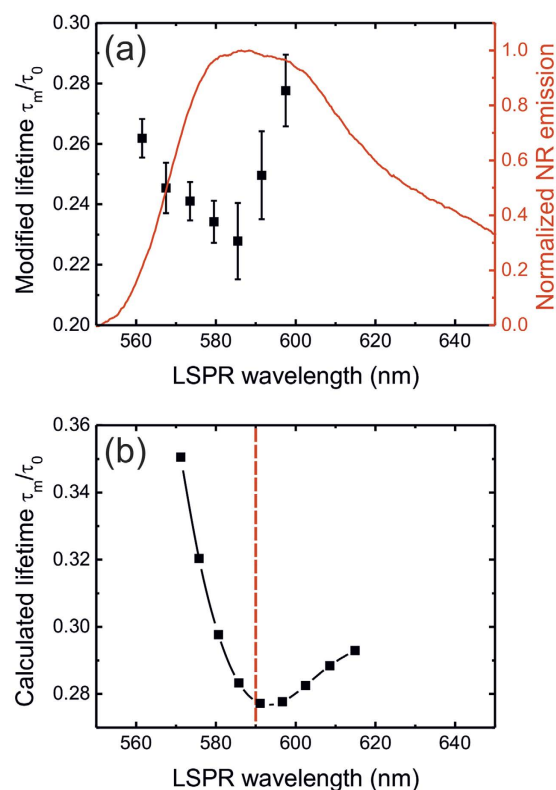 (a)
Modified lifetime τm/τ0
0.30
0.28
0.26
0.24
0.22
0.20
1.0
0.8
0.6
0.4
0.2
0.0
Normalized NR emission
560 580 600 620 640
LSPR wavelength (nm)
(b)
Calculated lifetime τm/τ0
0.36
0.34
0.32
0.30
0.28
560 580 600 620 640
LSPR wavelength (nm)